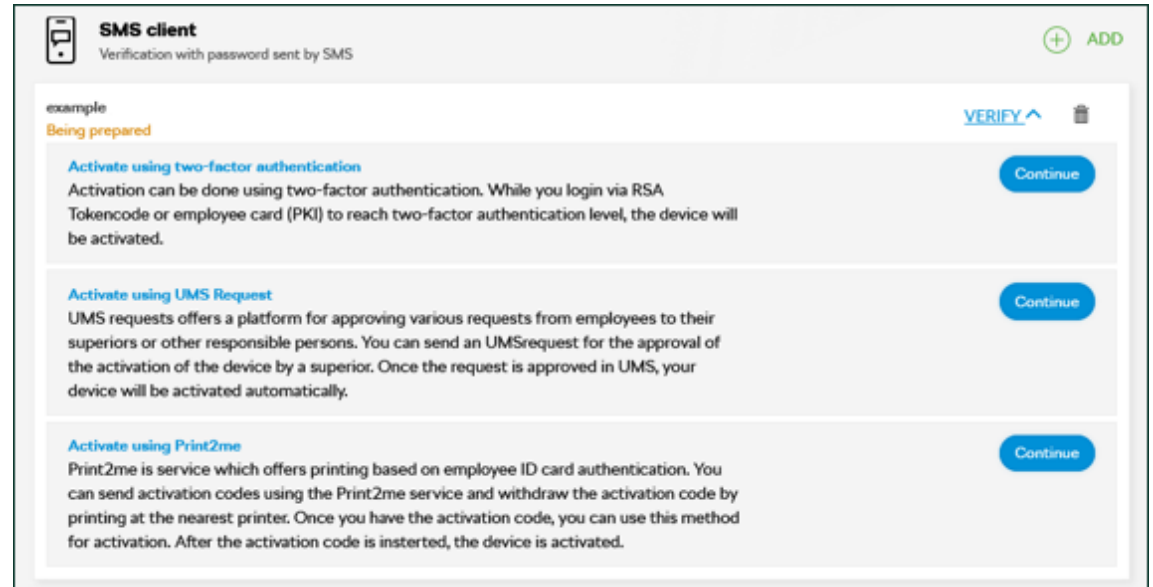 SMS client
Verification with password sent by SMS
ADD
example
Being prepared
VERIFY
Activate using two-factor authentication
Continue
Activation can be done using two-factor authentication. While you login via RSA
Tokencode or employee card (PKI) to reach two-factor authentication level, the device will
be activated.
Activate using UMS Request
Continue
UMS requests offers a platform for approving various requests from employees to their
superiors or other responsible persons. You can send an UMSrequest for the approval of
the activation of the device by a superior. Once the request is approved in UMS, your
device will be activated automatically.
Activate using Print2me
Continue
Print2me is service which offers printing based on employee ID card authentication. You
can send activation codes using the Print2me service and withdraw the activation code by
printing at the nearest printer. Once you have the activation code, you can use this method
for activation. After the activation code is insterted, the device is activated.